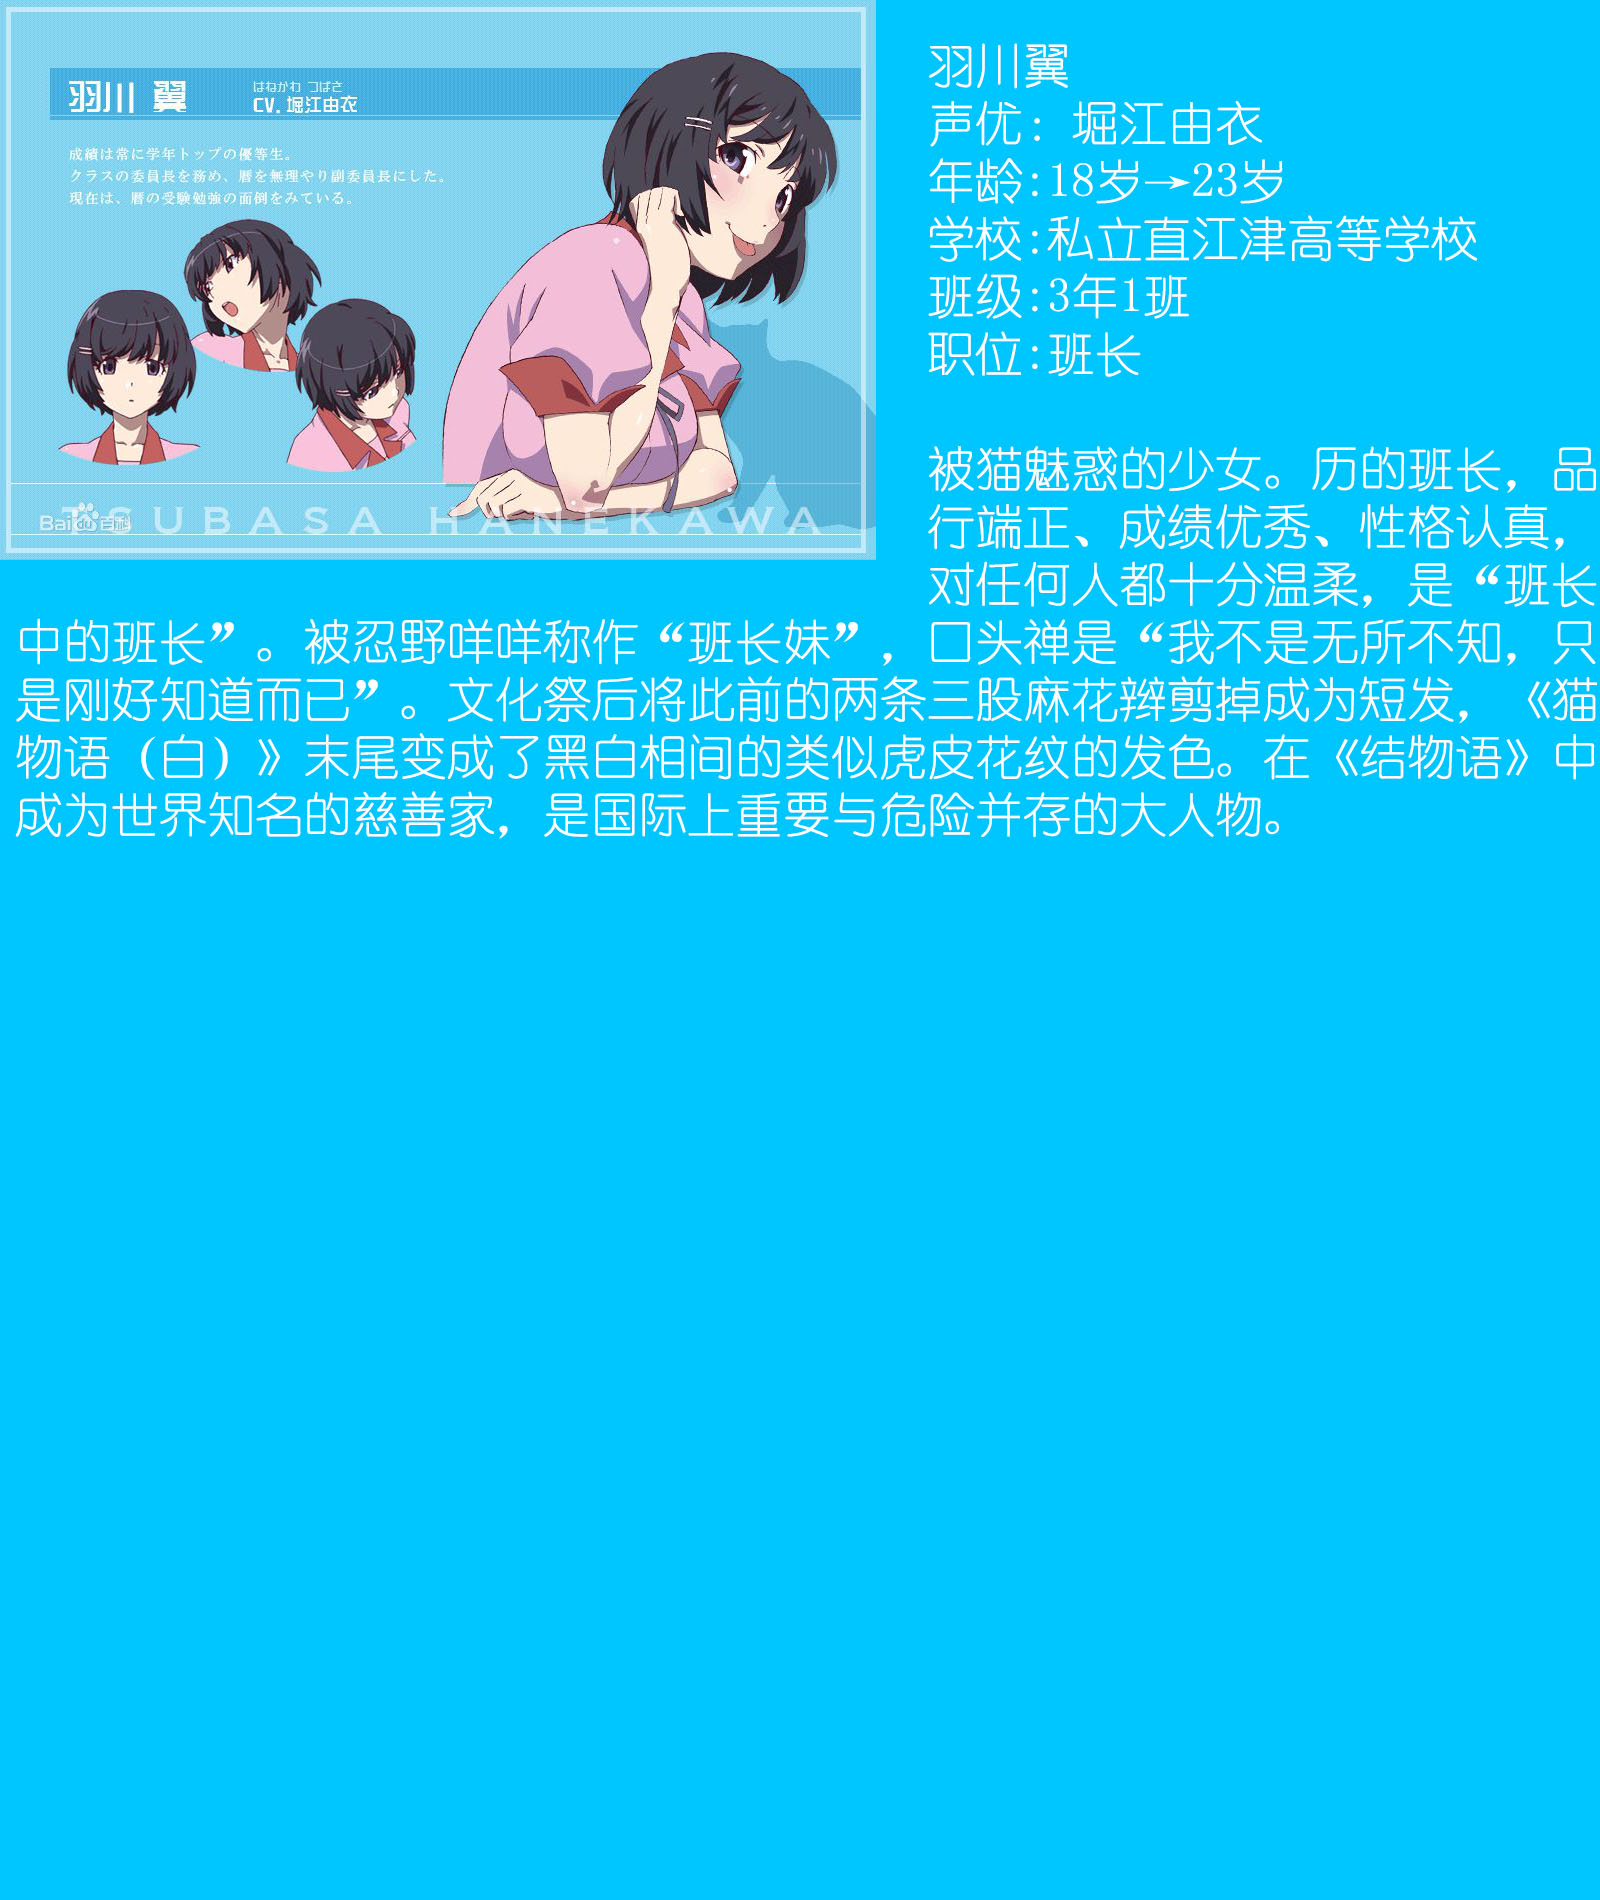 羽川 翼
はねかわ つばさ
CV. 堀江由衣
成績は常に学年トップの優等生。
クラスの委員長を務め、暦を無理やり副委員長にした。
現在は、暦の受験勉強の面倒をみている。
TSUBASA HANEKAWA
Bai du 百科
羽川翼
声优：堀江由衣
年龄:18岁→23岁
学校:私立直江津高等学校
班级:3年1班
职位:班长
被猫魅惑的少女。历的班长，品
行端正、成绩优秀、性格认真，
对任何人都十分温柔，是“班长
中的班长”。被忍野咩咩称作“班长妹”，口头禅是“我不是无所不知，只
是刚好知道而已”。文化祭后将此前的两条三股麻花辫剪掉成为短发，《猫
物语（白）》末尾变成了黑白相间的类似虎皮花纹的发色。在《结物语》中
成为世界知名的慈善家，是国际上重要与危险并存的大人物。